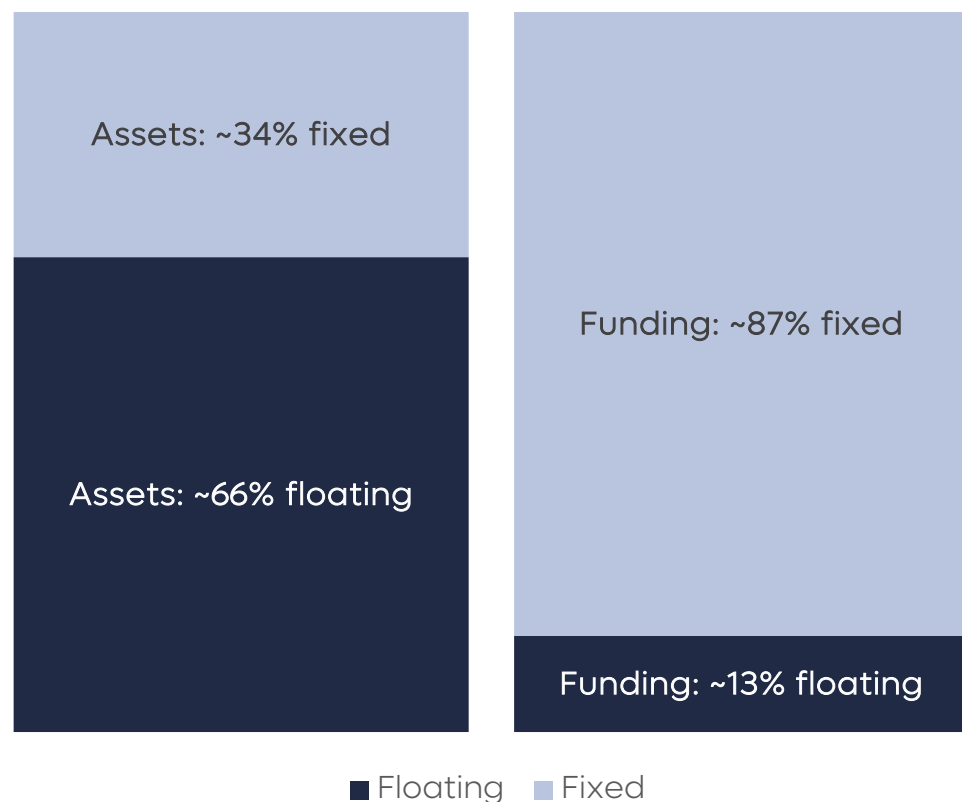 Assets: ~34% fixed
Assets: ~66% floating
Funding: ~87% fixed
Funding: ~13% floating
Floating
Fixed